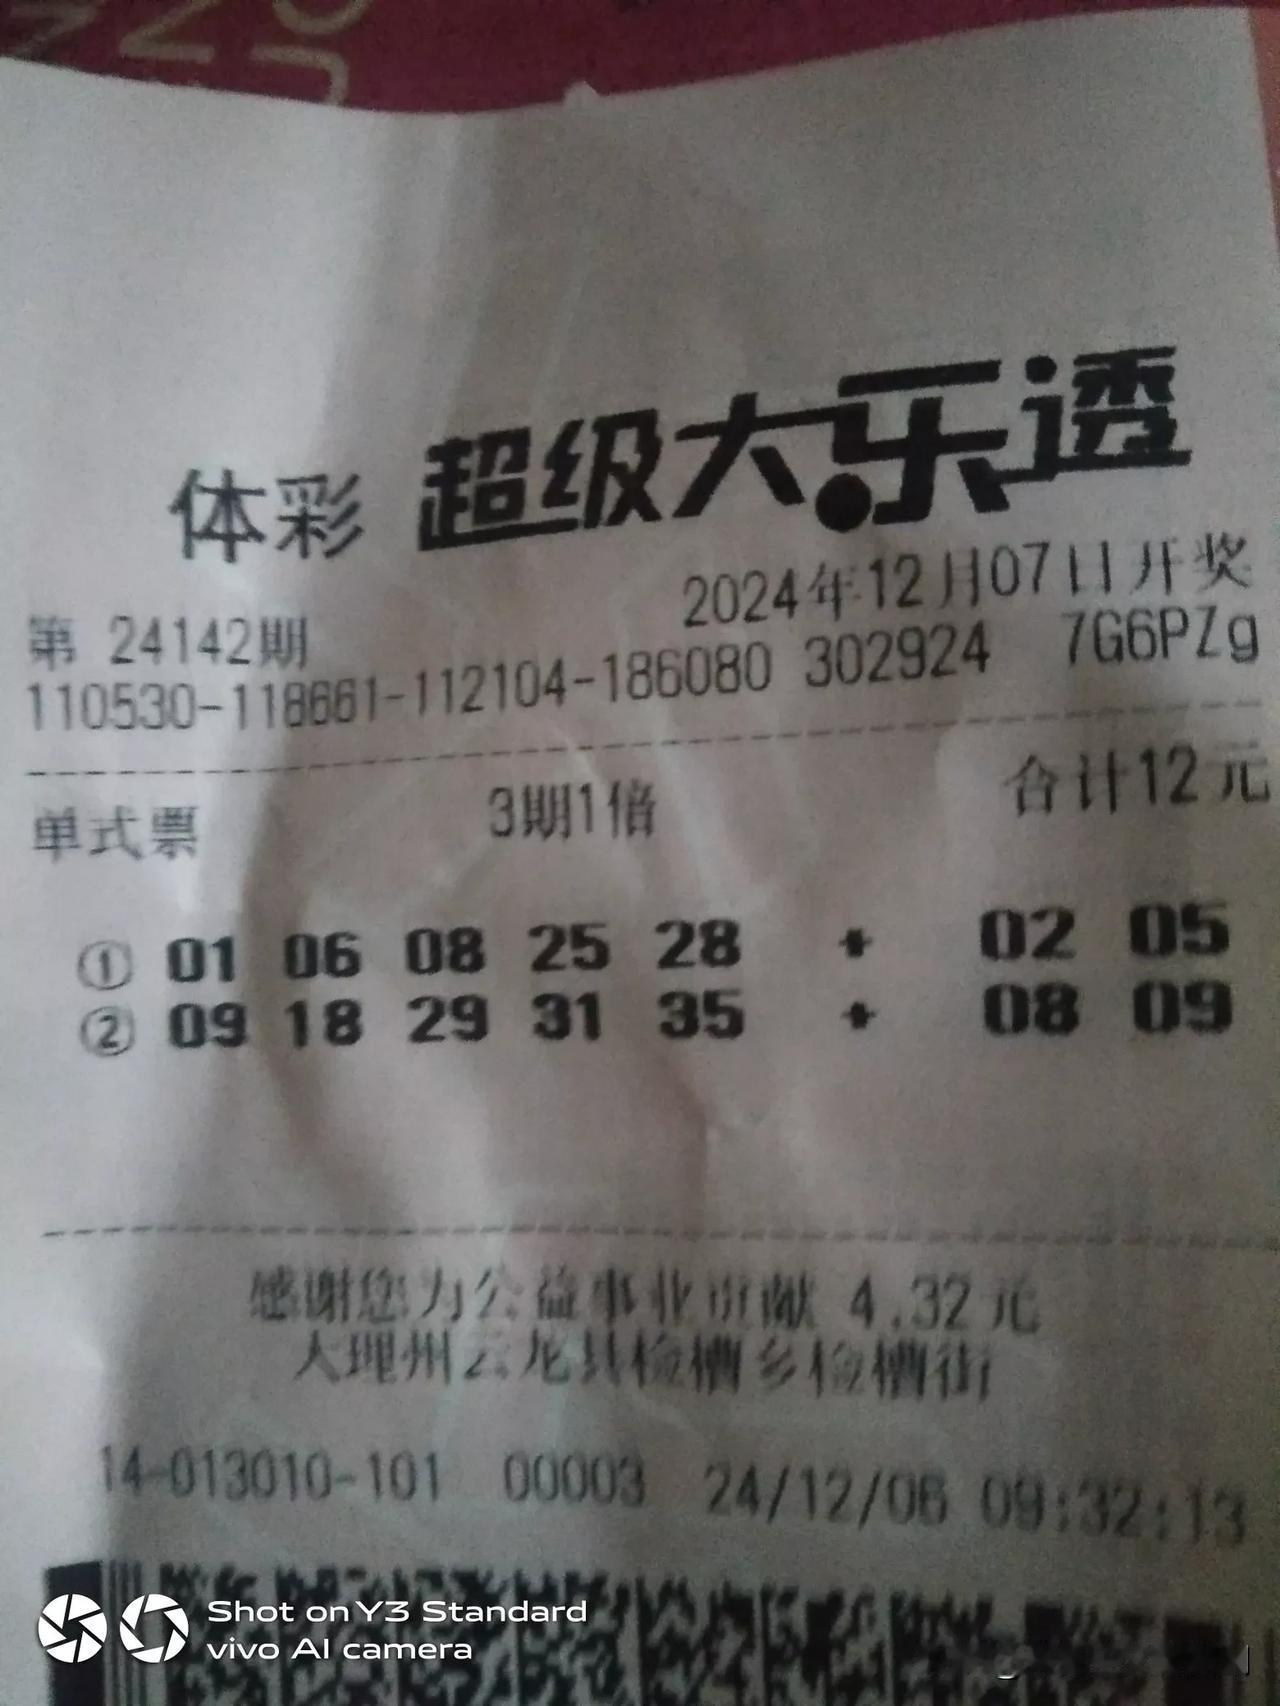 体彩 超级大乐透
2024年12月07日开奖
第 24142期
110530-118661-112104-186080 302924 7G6PZg
单式票 3期1倍 合计12元
① 01 06 08 25 28 + 02 05
② 09 18 29 31 35 + 08 09
感谢您为公益事业贡献 4.32元
大理州云龙县检槽乡检槽街
14-013010-101 00003 24/12/06 09:32:13
Shot on Y3 Standard
vivo AI camera